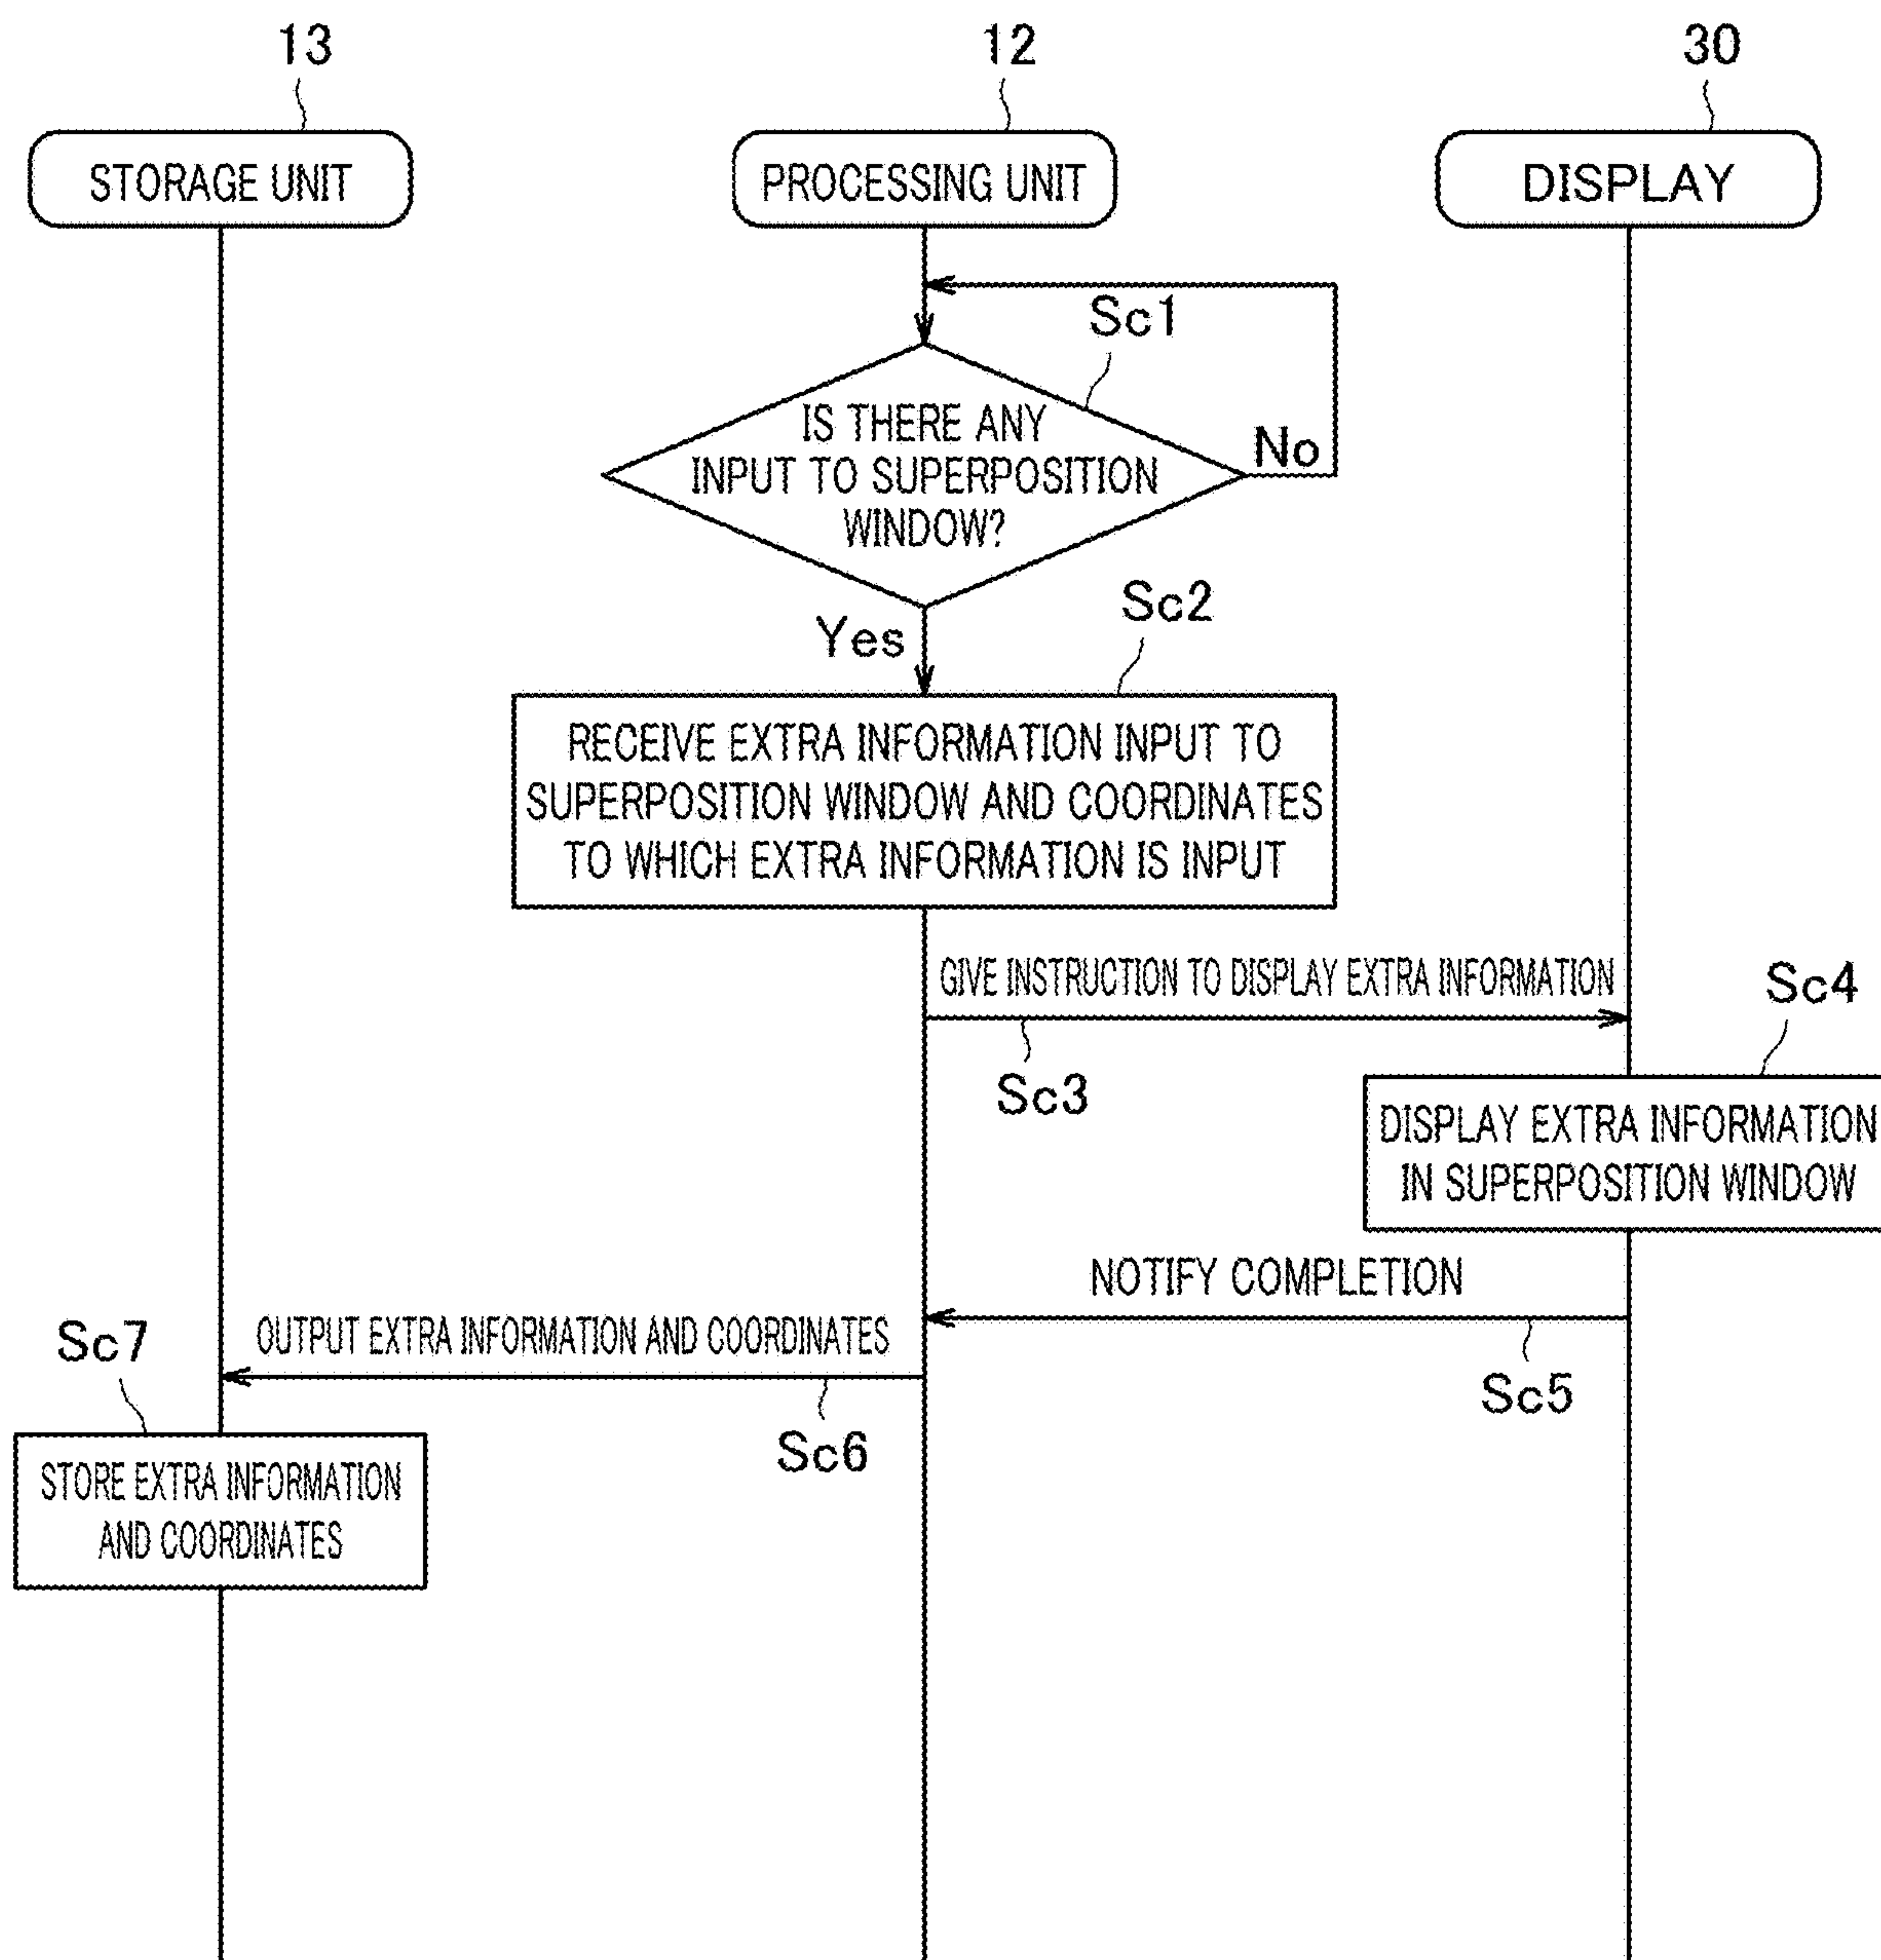 13
12
30
STORAGE UNIT
PROCESSING UNIT
DISPLAY
Sc1
IS THERE ANY
INPUT TO SUPERPOSITION
WINDOW?
No
Yes
Sc2
RECEIVE EXTRA INFORMATION INPUT TO
SUPERPOSITION WINDOW AND COORDINATES
TO WHICH EXTRA INFORMATION IS INPUT
GIVE INSTRUCTION TO DISPLAY EXTRA INFORMATION
Sc3
Sc4
DISPLAY EXTRA INFORMATION
IN SUPERPOSITION WINDOW
NOTIFY COMPLETION
Sc5
OUTPUT EXTRA INFORMATION AND COORDINATES
Sc6
Sc7
STORE EXTRA INFORMATION
AND COORDINATES